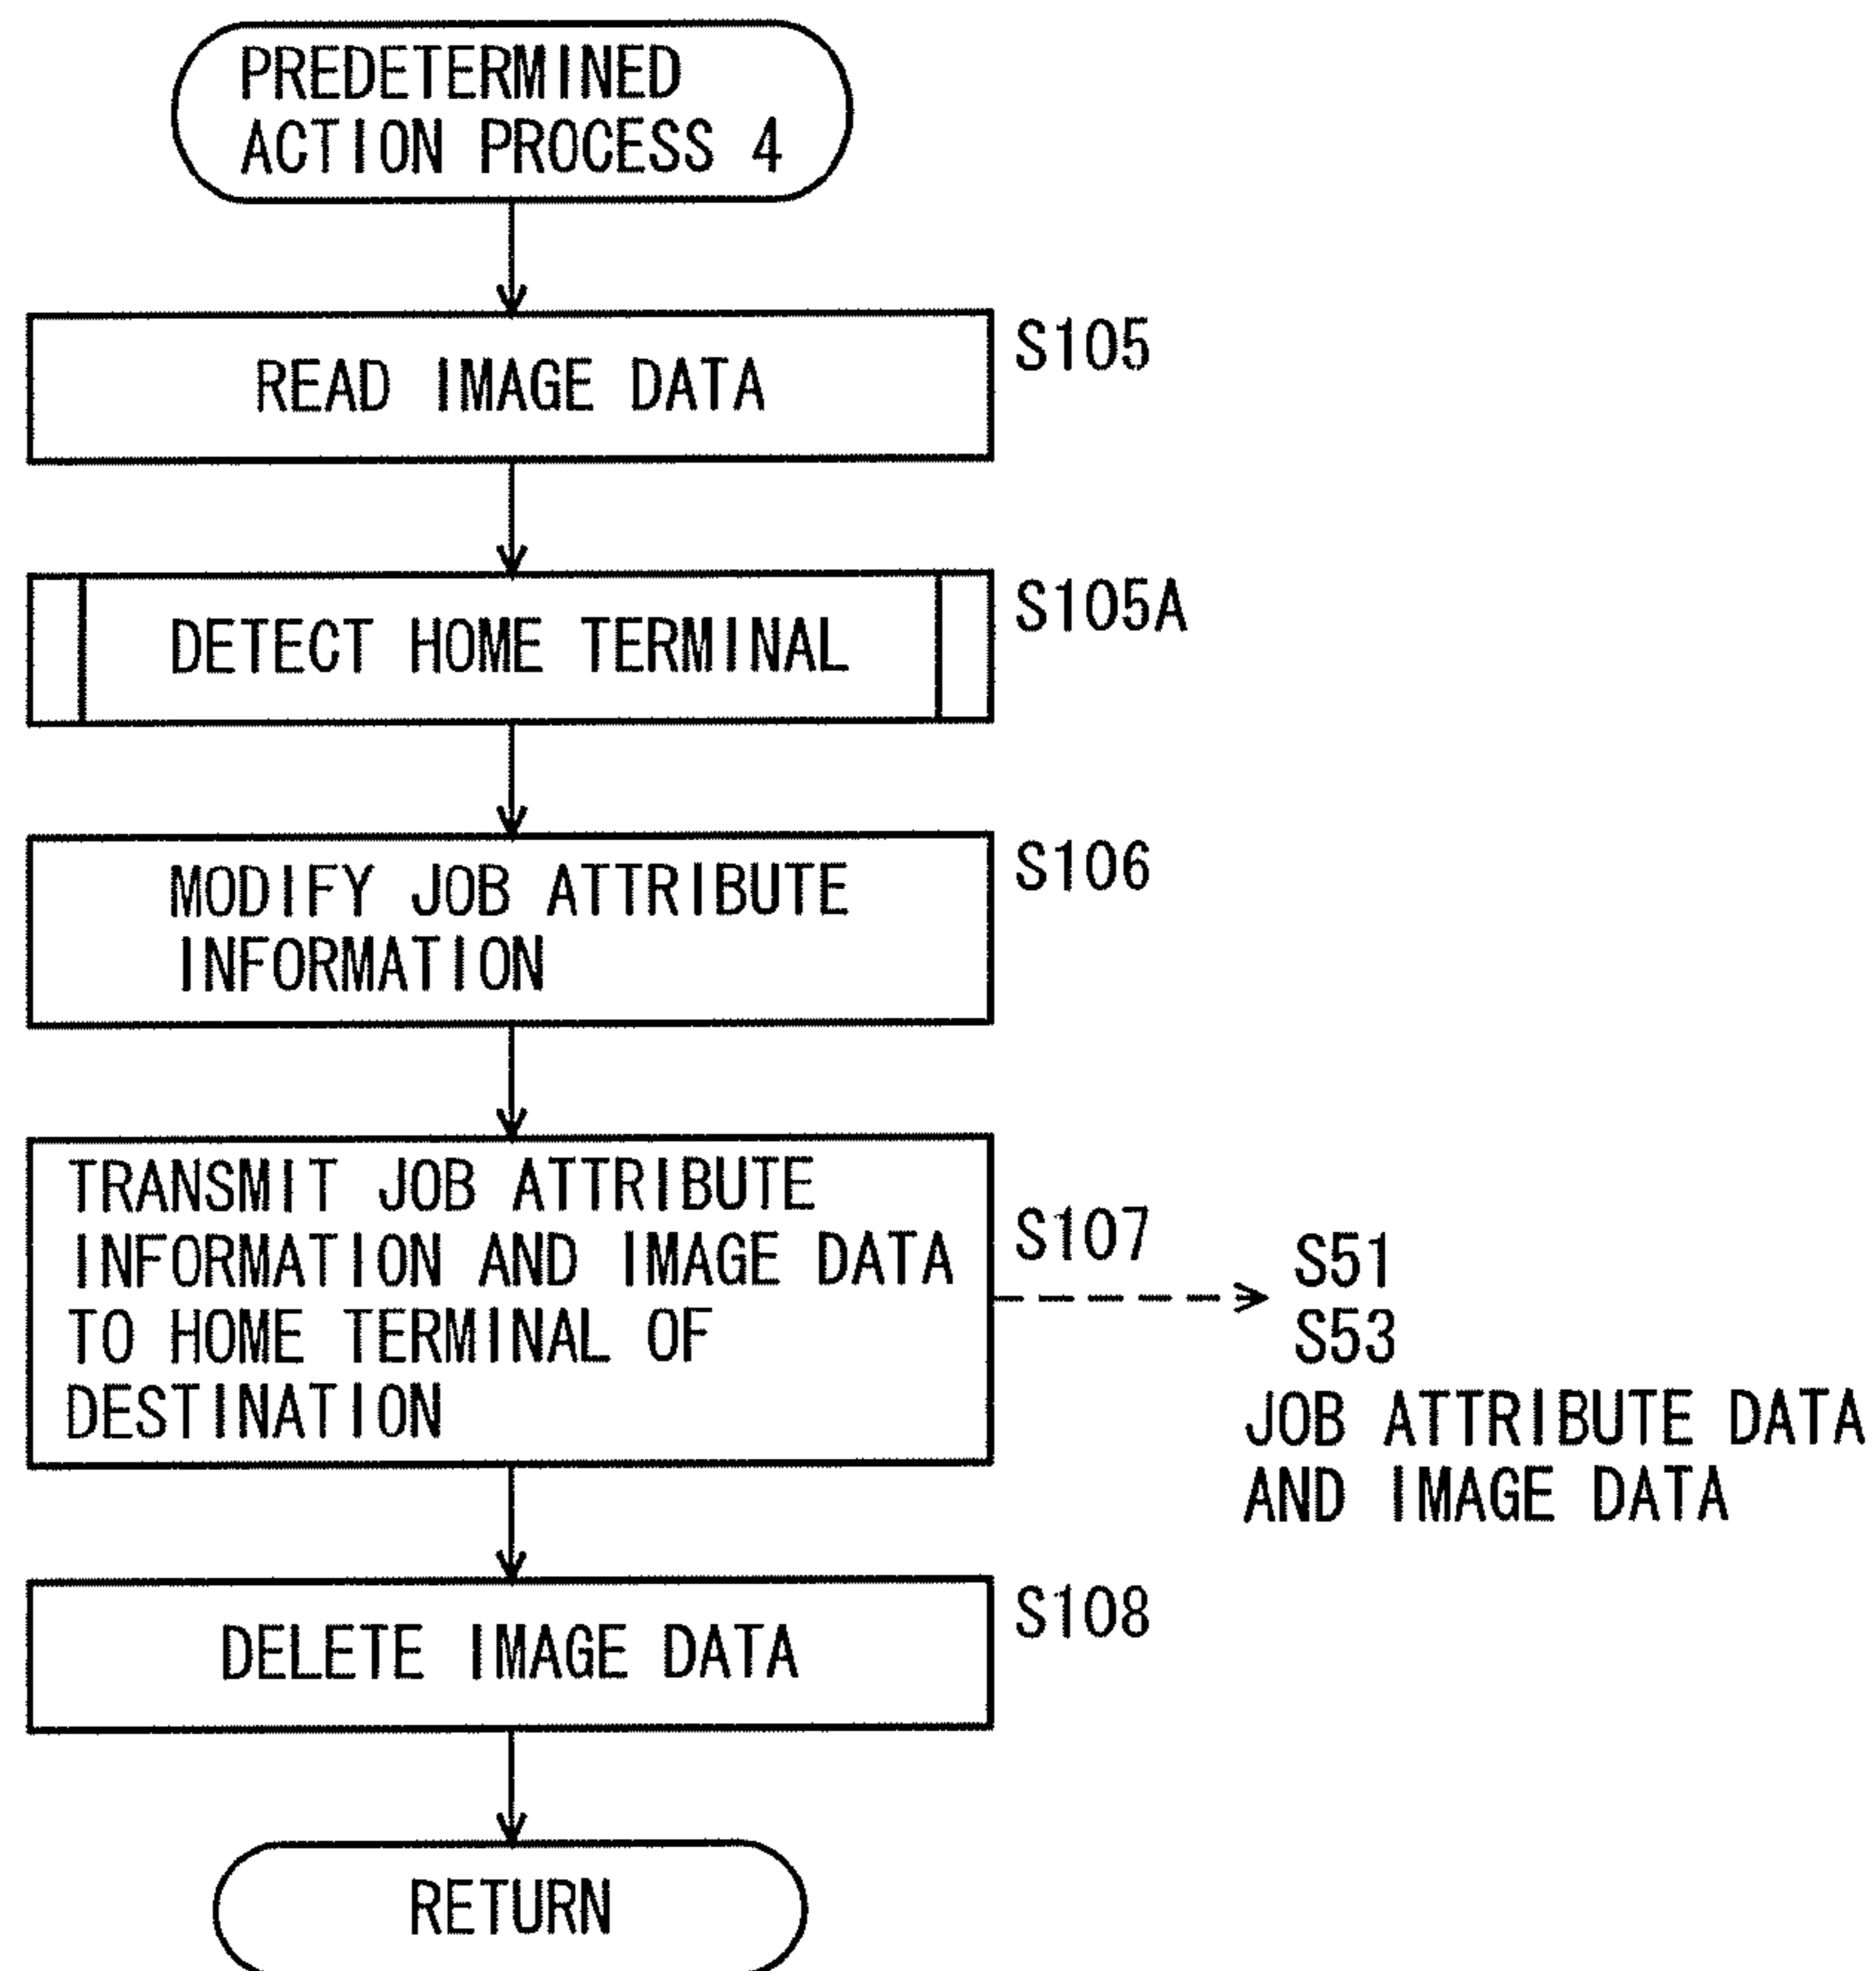 PREDETERMINED
ACTION PROCESS 4
READ IMAGE DATA
S105
DETECT HOME TERMINAL
S105A
MODIFY JOB ATTRIBUTE
INFORMATION
S106
TRANSMIT JOB ATTRIBUTE
INFORMATION AND IMAGE DATA
TO HOME TERMINAL OF
DESTINATION
S107
S51
S53
JOB ATTRIBUTE DATA
AND IMAGE DATA
DELETE IMAGE DATA
S108
RETURN